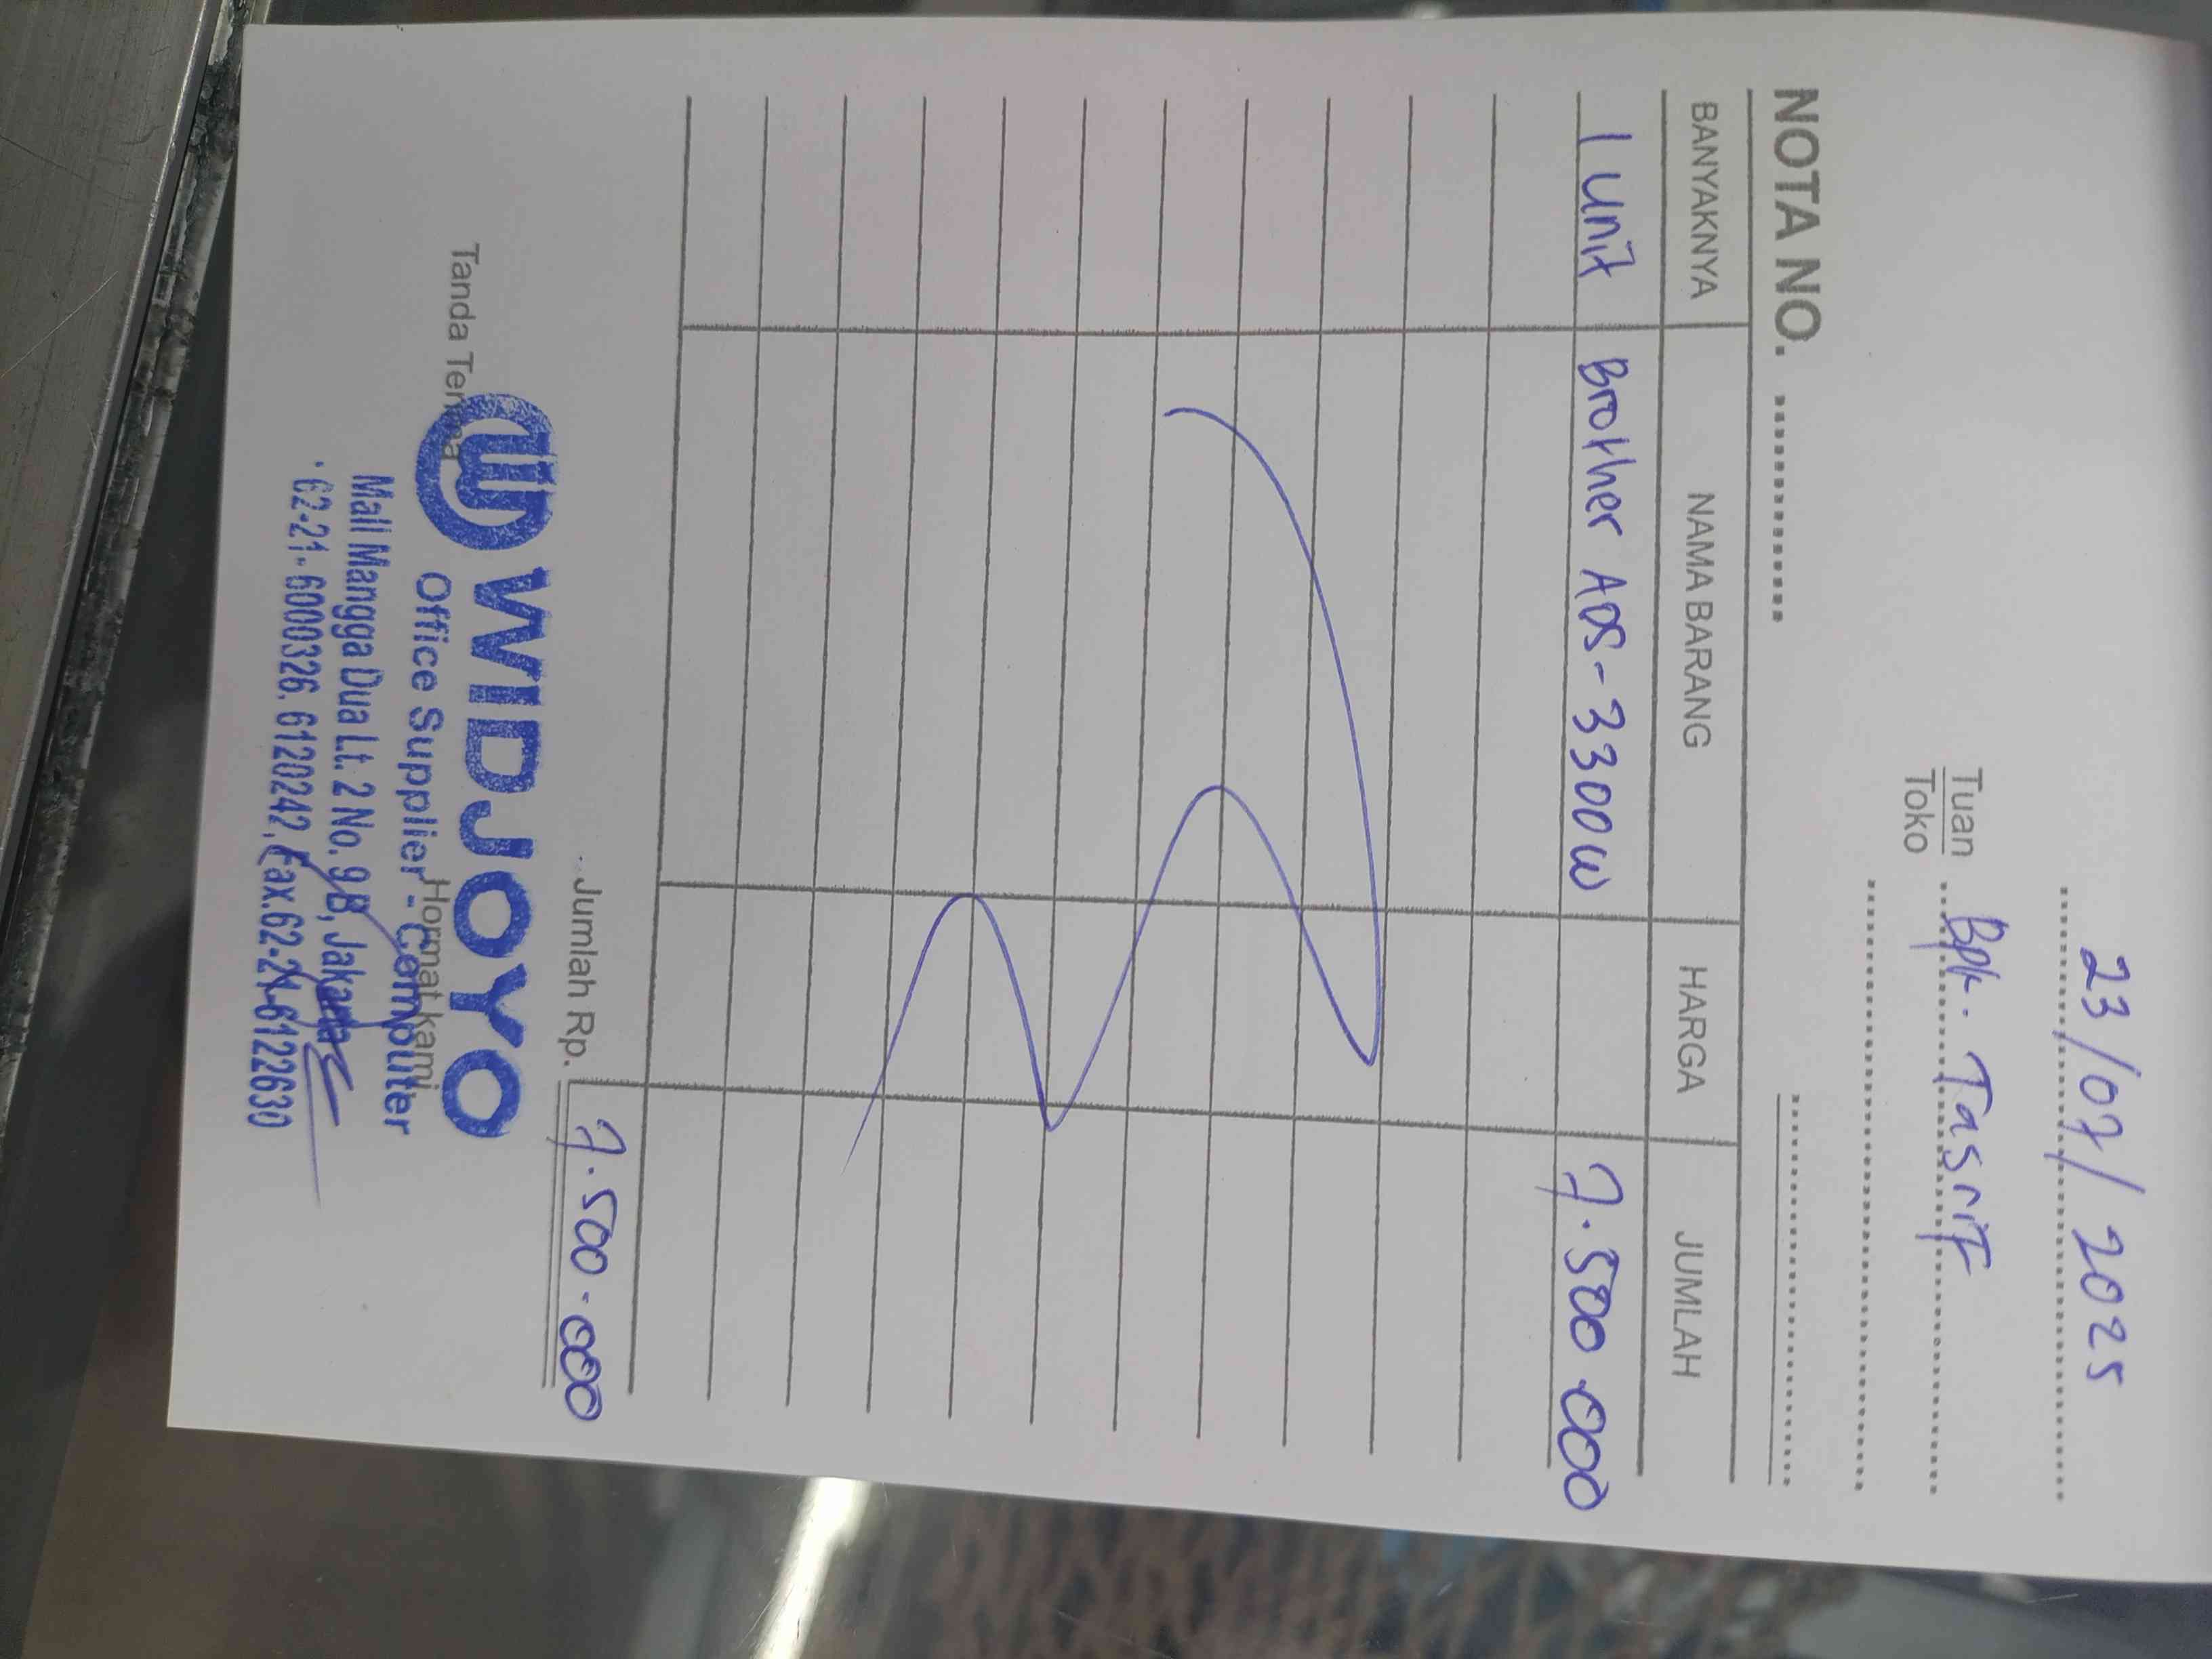 23/07/2025
Tuan Bpk. Tasrif
Toko
NOTA NO.
BANYAKNYA NAMA BARANG HARGA JUMLAH
1 unit Brother ADS-3300W 7.500.000
Jumlah Rp. 7.500.000
Tanda Terima Hormat kami
WIDJOYO
Office Supplier - Computer
Mall Mangga Dua Lt. 2 No. 9B, Jakarta
62-21-6000326, 6120242, Fax.62-21-6122630